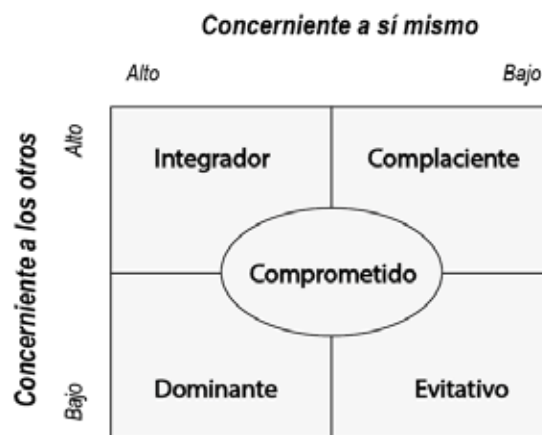 Concerniente a sí mismo
Alto
Bajo
Concerniente a los otros
Alto
Bajo
Integrador
Complaciente
Comprometido
Dominante
Evitativo